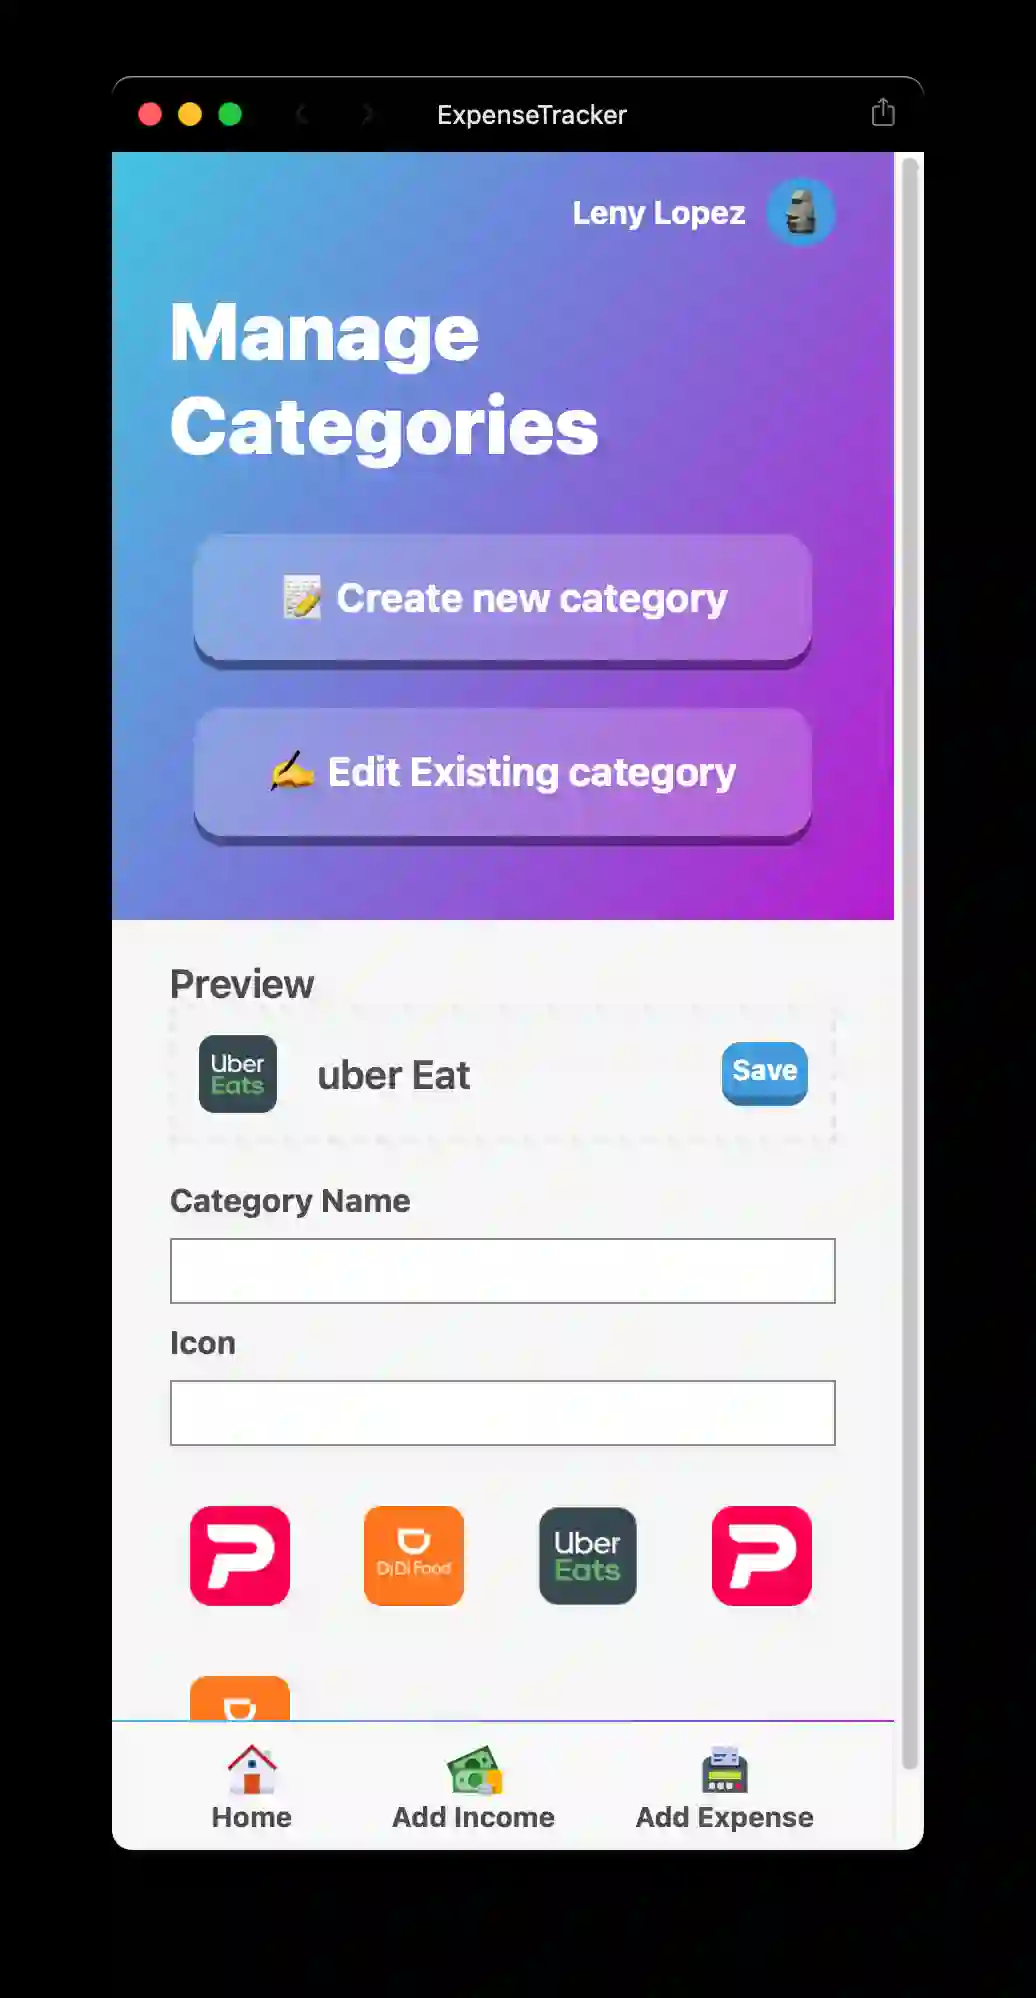 ExpenseTracker
Leny Lopez
Manage
Categories
Create new category
Edit Existing category
Preview
Uber
Eats
uber Eat
Save
Category Name
Icon
DiDi Food
Uber
Eats
Home
Add Income
Add Expense